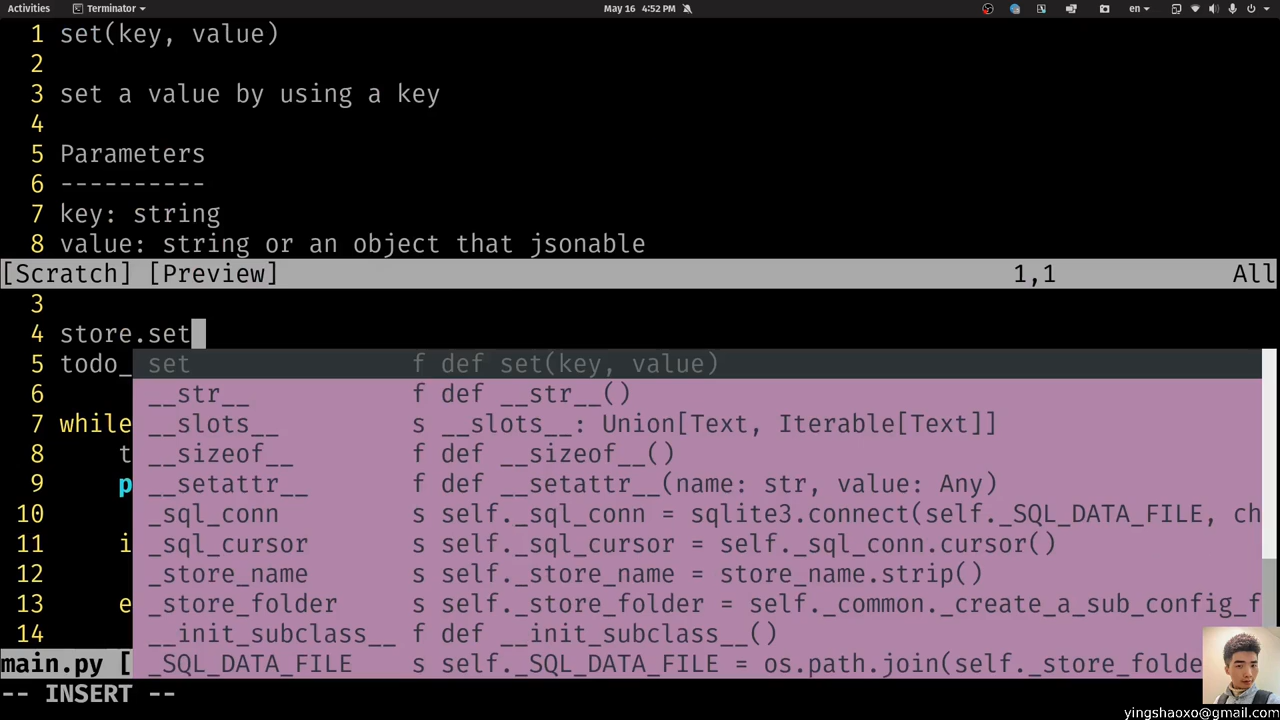 Activities Terminator May 16 4:52 PM en
1 set(key, value)
2
3 set a value by using a key
4
5 Parameters
6 ----------
7 key: string
8 value: string or an object that jsonable
[Scratch] [Preview] 1,1 All
3
4 store.set
5 todo_ set f def set(key, value)
6 __str__ f def __str__()
7 while __slots__ s __slots__: Union[Text, Iterable[Text]]
8 t __sizeof__ f def __sizeof__()
9 p __setattr__ f def __setattr__(name: str, value: Any)
10 _sql_conn s self._sql_conn = sqlite3.connect(self._SQL_DATA_FILE, ch
11 i _sql_cursor s self._sql_cursor = self._sql_conn.cursor()
12 _store_name s self._store_name = store_name.strip()
13 e _store_folder s self._store_folder = self._common._create_a_sub_config_f
14 __init_subclass__ f def __init_subclass__()
main.py [ _SQL_DATA_FILE s self._SQL_DATA_FILE = os.path.join(self._store_folde
-- INSERT --
yingshaoxo@gmail.com